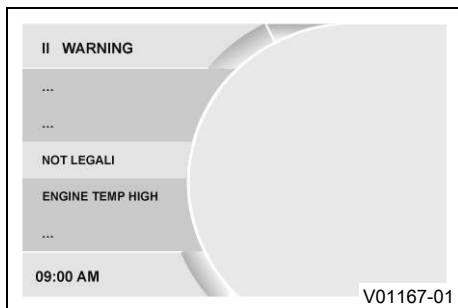 II WARNING
...
...
NOT LEGALI
ENGINE TEMP HIGH
...
09:00 AM
V01167-01